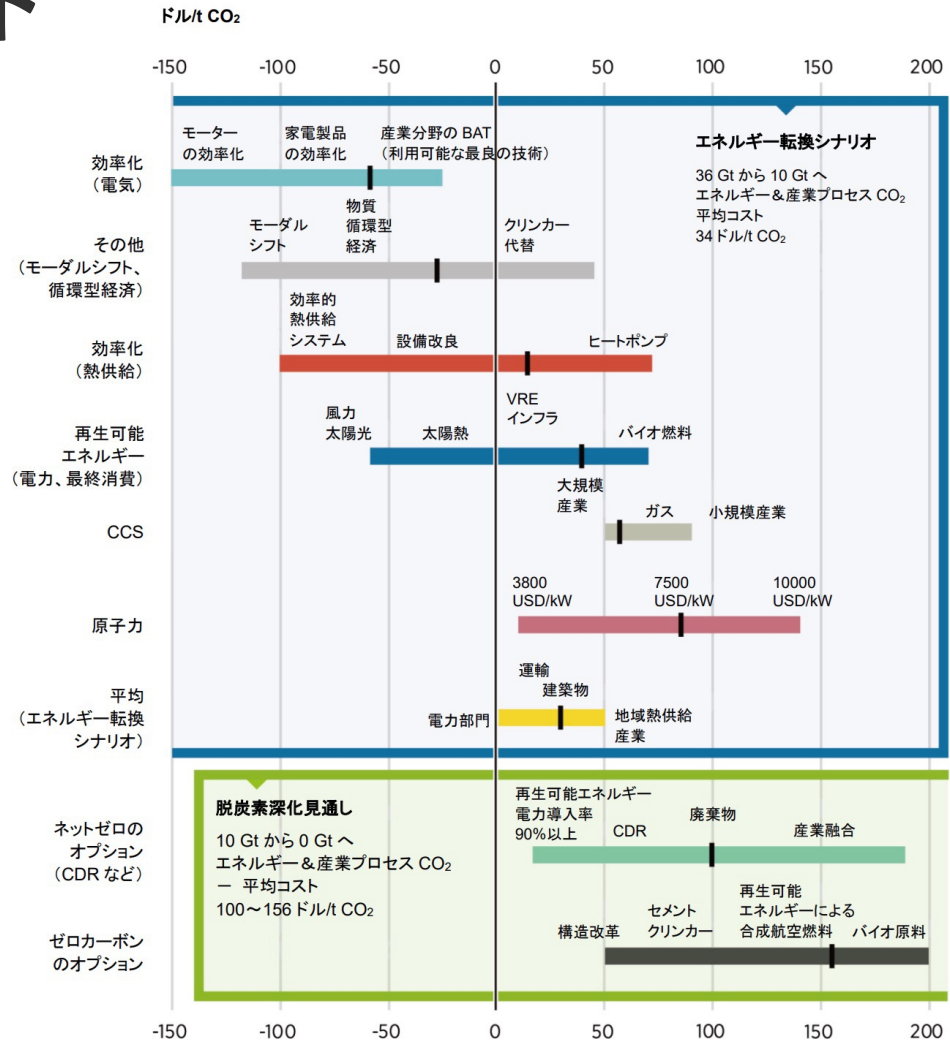 ドル/t CO₂
-150 -100 -50 0 50 100 150 200
効率化
（電気）
モーター
の効率化
家電製品
の効率化
産業分野の BAT
（利用可能な最良の技術）
エネルギー転換シナリオ
36 Gt から 10 Gt へ
エネルギー＆産業プロセス CO₂
平均コスト
34ドル/t CO₂
その他
（モーダルシフト、
循環型経済）
モーダル
シフト
物質
循環型
経済
クリンカー
代替
効率化
（熱供給）
効率的
熱供給
システム
設備改良
ヒートポンプ
再生可能
エネルギー
（電力、最終消費）
風力
太陽光
太陽熱
VRE
インフラ
バイオ燃料
CCS
大規模
産業
ガス
小規模産業
原子力
3800
USD/kW
7500
USD/kW
10000
USD/kW
平均
（エネルギー転換
シナリオ）
電力部門
運輸
建築物
地域熱供給
産業
脱炭素深化見通し
10 Gt から 0 Gt へ
エネルギー＆産業プロセス CO₂
－ 平均コスト
100～156ドル/t CO₂
ネットゼロの
オプション
（CDR など）
再生可能エネルギー
電力導入率
90%以上
CDR
廃棄物
産業融合
ゼロカーボン
のオプション
構造改革
セメント
クリンカー
再生可能
エネルギーによる
合成航空燃料
バイオ原料
-150 -100 -50 0 50 100 150 200